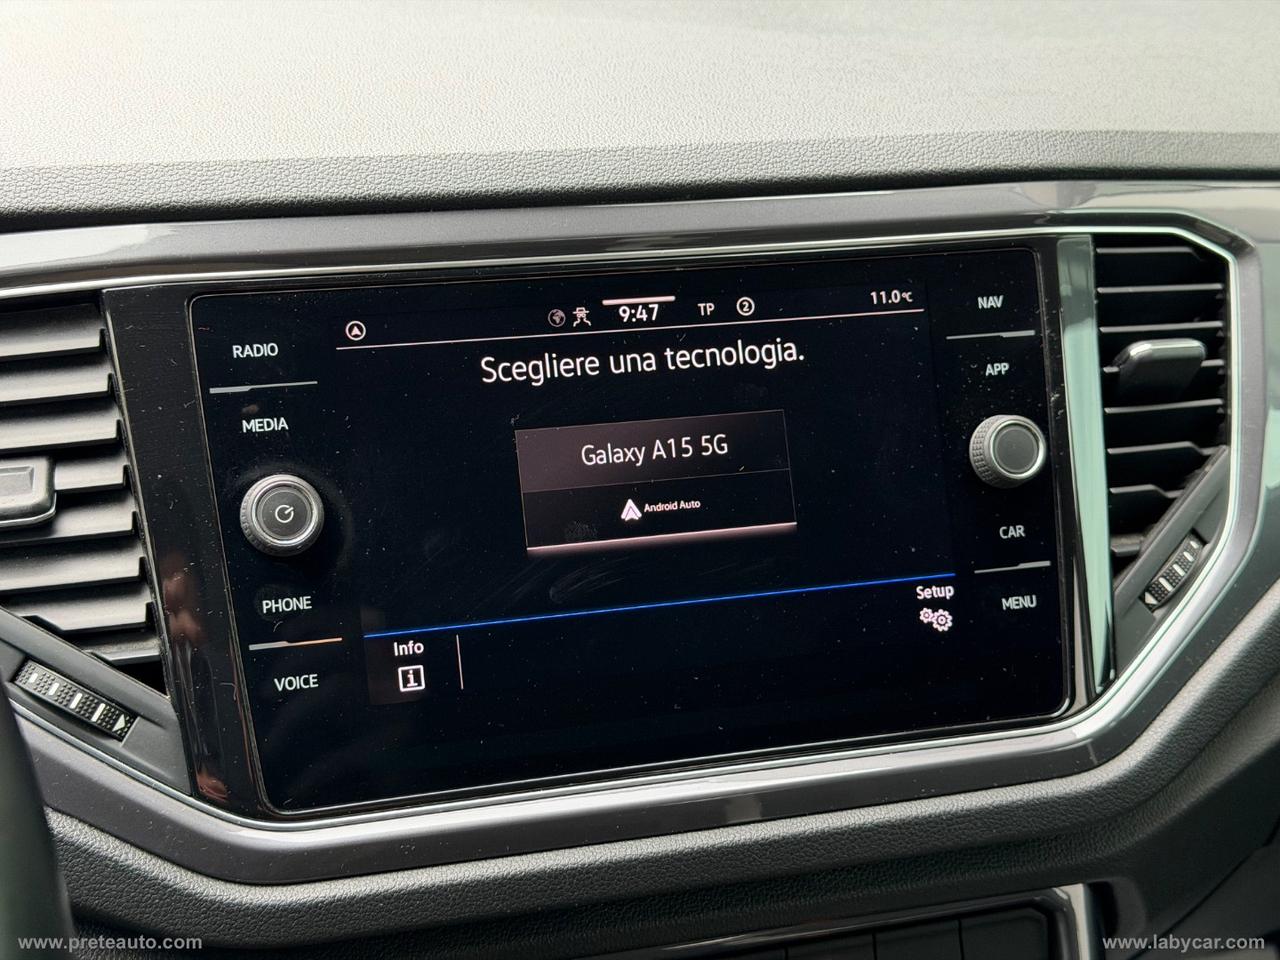 9:47
TP
2
11.0°C
Scegliere una tecnologia.
Galaxy A15 5G
Android Auto
Info
i
Setup
RADIO
MEDIA
PHONE
VOICE
NAV
APP
CAR
MENU
www.preteauto.com
www.labycar.com